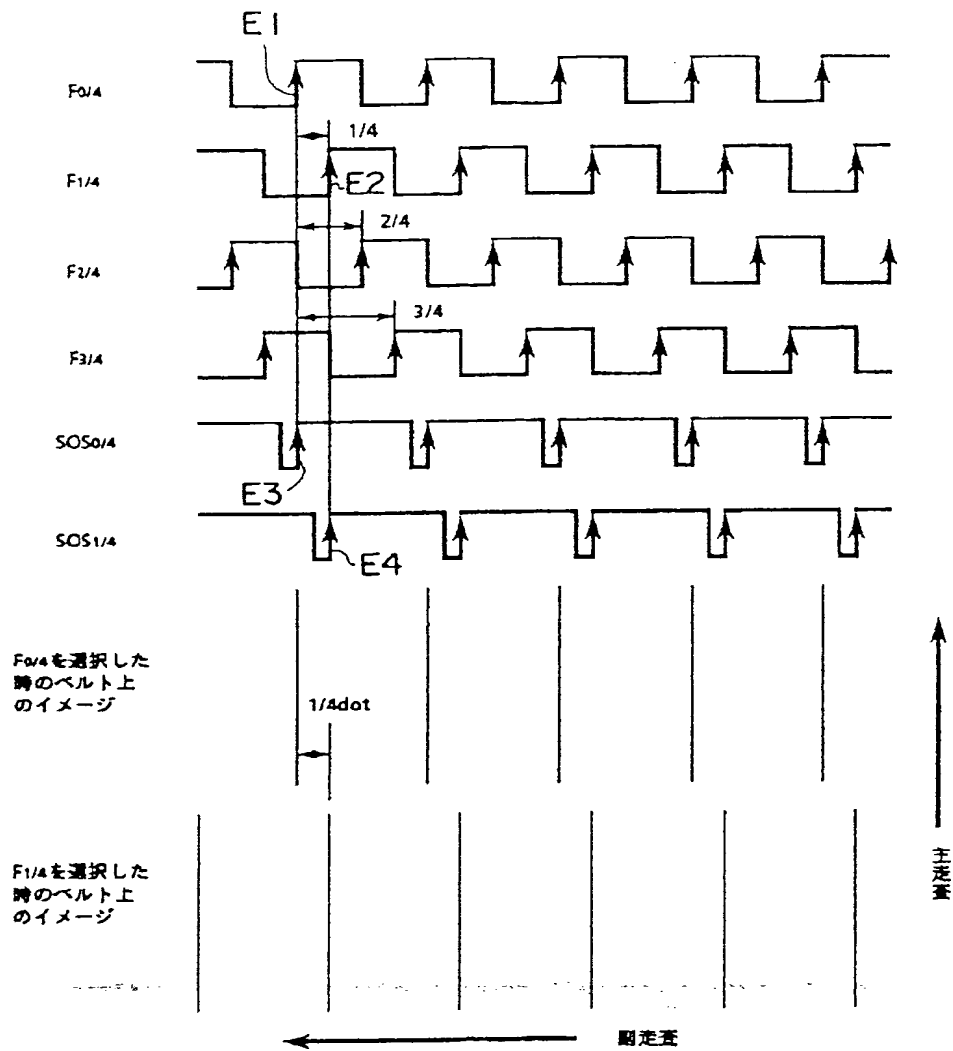 E1
F0/4
1/4
F1/4
E2
2/4
F2/4
3/4
F3/4
SOS0/4
E3
SOS1/4
E4
F0/4を選択した
時のベルト上
のイメージ
1/4dot
F1/4を選択した
時のベルト上
のイメージ
主走査
副走査